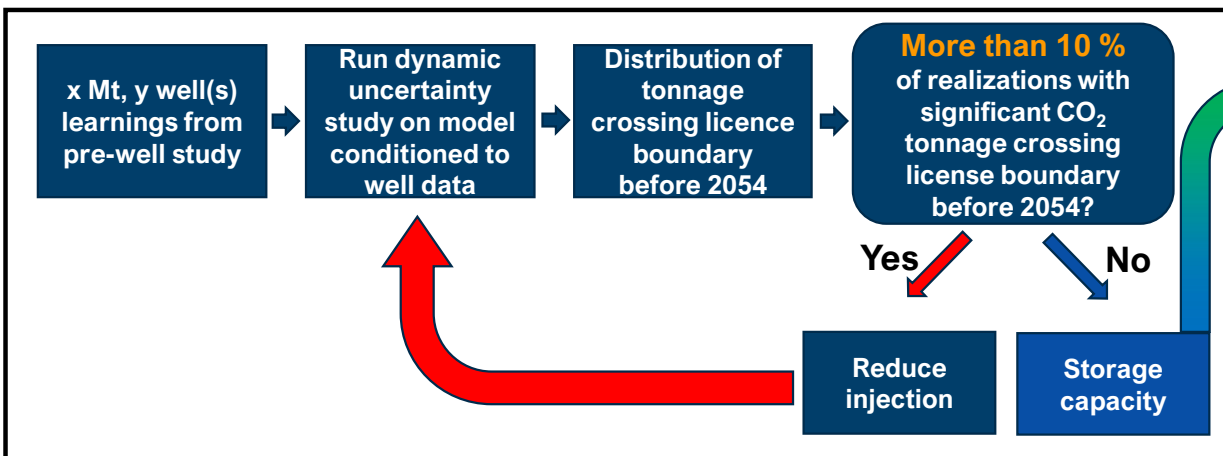 x Mt, y well(s)
learnings from
pre-well study
Run dynamic
uncertainty
study on model
conditioned to
well data
Distribution of
tonnage
crossing licence
boundary
before 2054
More than 10 %
of realizations with
significant CO₂
tonnage crossing
license boundary
before 2054?
Yes
No
Reduce
injection
Storage
capacity